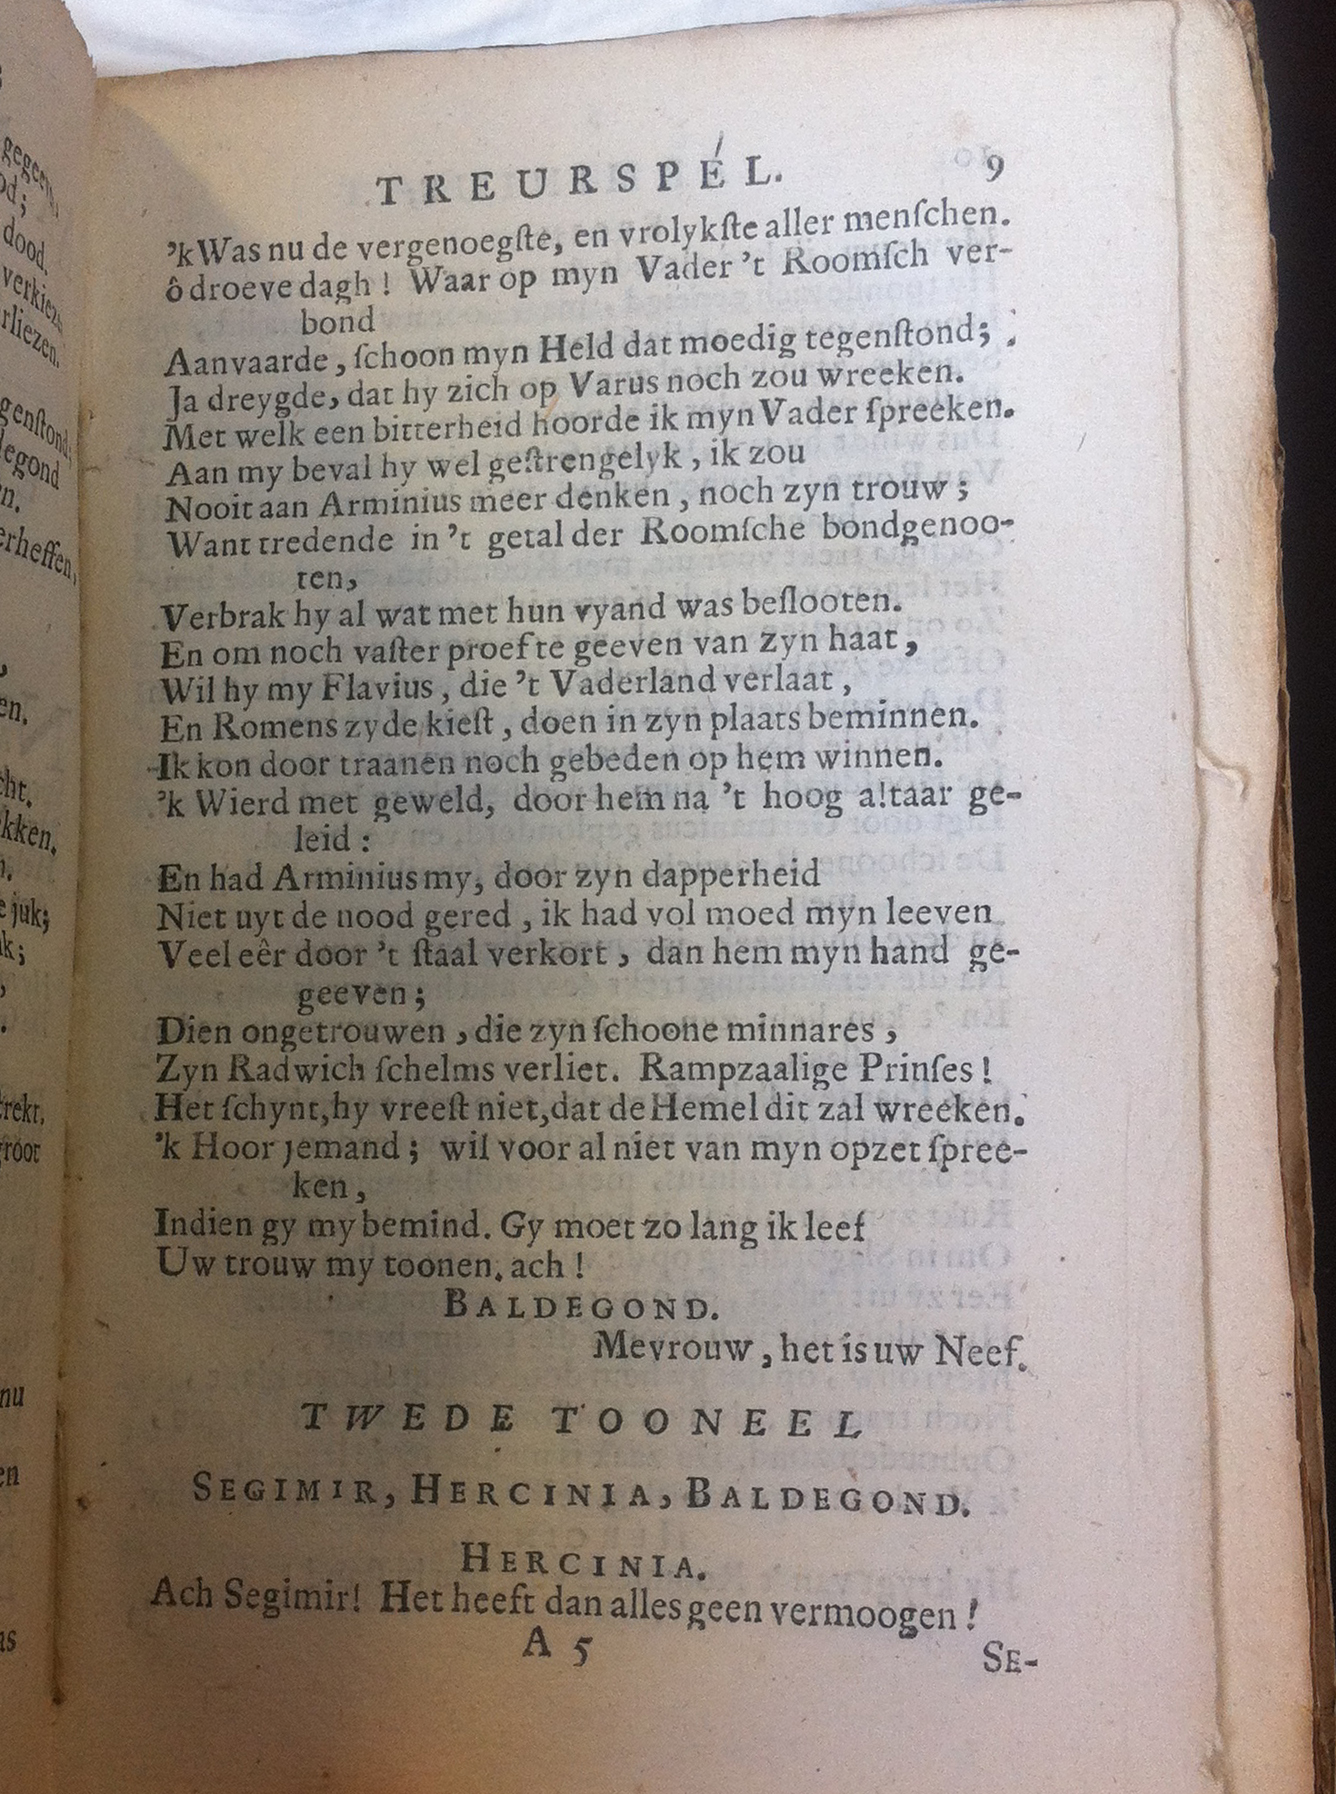 TREURSPÉL. 9
'k Was nu de vergenoegſte, en vrolykſte aller menſchen.
ô droeve dagh! Waar op myn Vader 't Roomſch ver-
bond
Aanvaarde, ſchoon myn Held dat moedig tegenſtond;
Ja dreygde, dat hy zich op Varus noch zou wreeken.
Met welk een bitterheid hoorde ik myn Vader ſpreeken.
Aan my beval hy wel geſtrengelyk, ik zou
Nooit aan Arminius meer denken, noch zyn trouw;
Want tredende in 't getal der Roomſche bondgenoo-
ten,
Verbrak hy al wat met hun vyand was beſlooten.
En om noch vaſter proef te geeven van zyn haat,
Wil hy my Flavius, die 't Vaderland verlaat,
En Romens zyde kieſt, doen in zyn plaats beminnen.
Ik kon door traanen noch gebeden op hem winnen.
'k Wierd met geweld, door hem na 't hoog altaar ge-
leid:
En had Arminius my, door zyn dapperheid
Niet uyt de nood gered, ik had vol moed myn leeven
Veel eêr door 't ſtaal verkort, dan hem myn hand ge-
geeven;
Dien ongetrouwen, die zyn ſchoone minnares,
Zyn Radwich ſchelms verliet. Rampzaalige Prinſes!
Het ſchynt, hy vreeſt niet, dat de Hemel dit zal wreeken.
'k Hoor jemand; wil voor al niet van myn opzet ſpree-
ken,
Indien gy my bemind. Gy moet zo lang ik leef
Uw trouw my toonen. ach!
BALDEGOND.
Mevrouw, het is uw Neef.
TWEDE TOONEEL
SEGIMIR, HERCINIA, BALDEGOND.
HERCINIA.
Ach Segimir! Het heeft dan alles geen vermoogen!
A 5
SE-